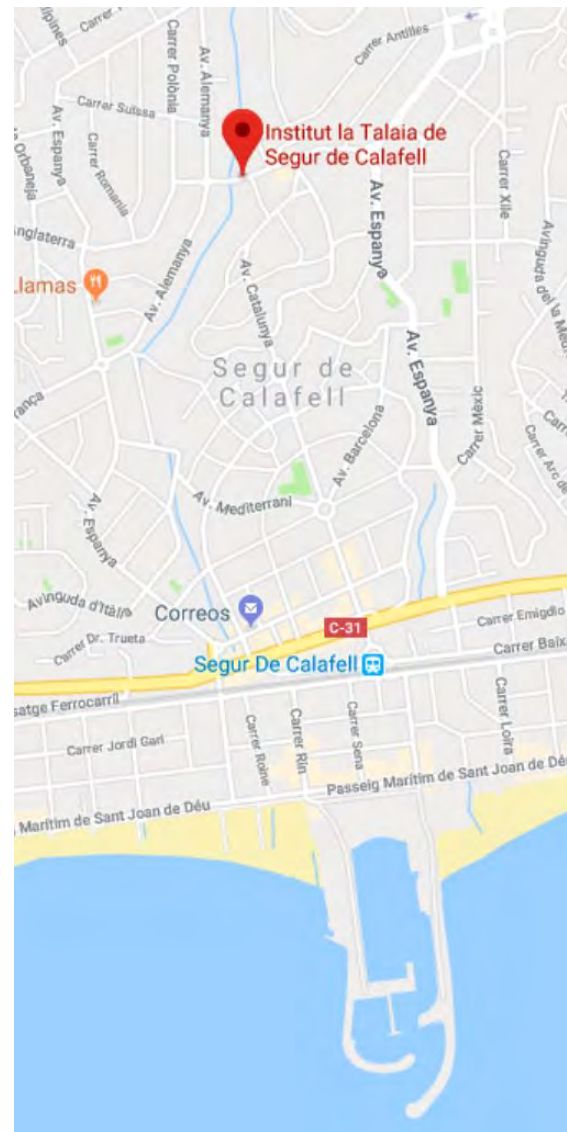 Carrer Antilles
Carrer Polònia
Av. Alemanya
Carrer Suïssa
Institut la Talaia de
Segur de Calafell
Av. Espanya
Carrer Romania
Orbaneja
Carrer Xile
Av. Espanya
Av. Alemanya
Av. Catalunya
Llamas
Segur de
Calafell
Av. Espanya
Carrer Mèxic
Av. Barcelona
Av. Mediterrani
Av. Espanya
Avinguda d'Itàlia
Correos
C-31
Carrer Emigdio
Carrer Dr. Trueta
Carrer Baix
Segur De Calafell
Carrer Jordi Garí
Carrer Roine
Carrer Rin
Carrer Sena
Carrer Loira
Passeig Marítim de Sant Joan de Déu
Marítim de Sant Joan de Déu